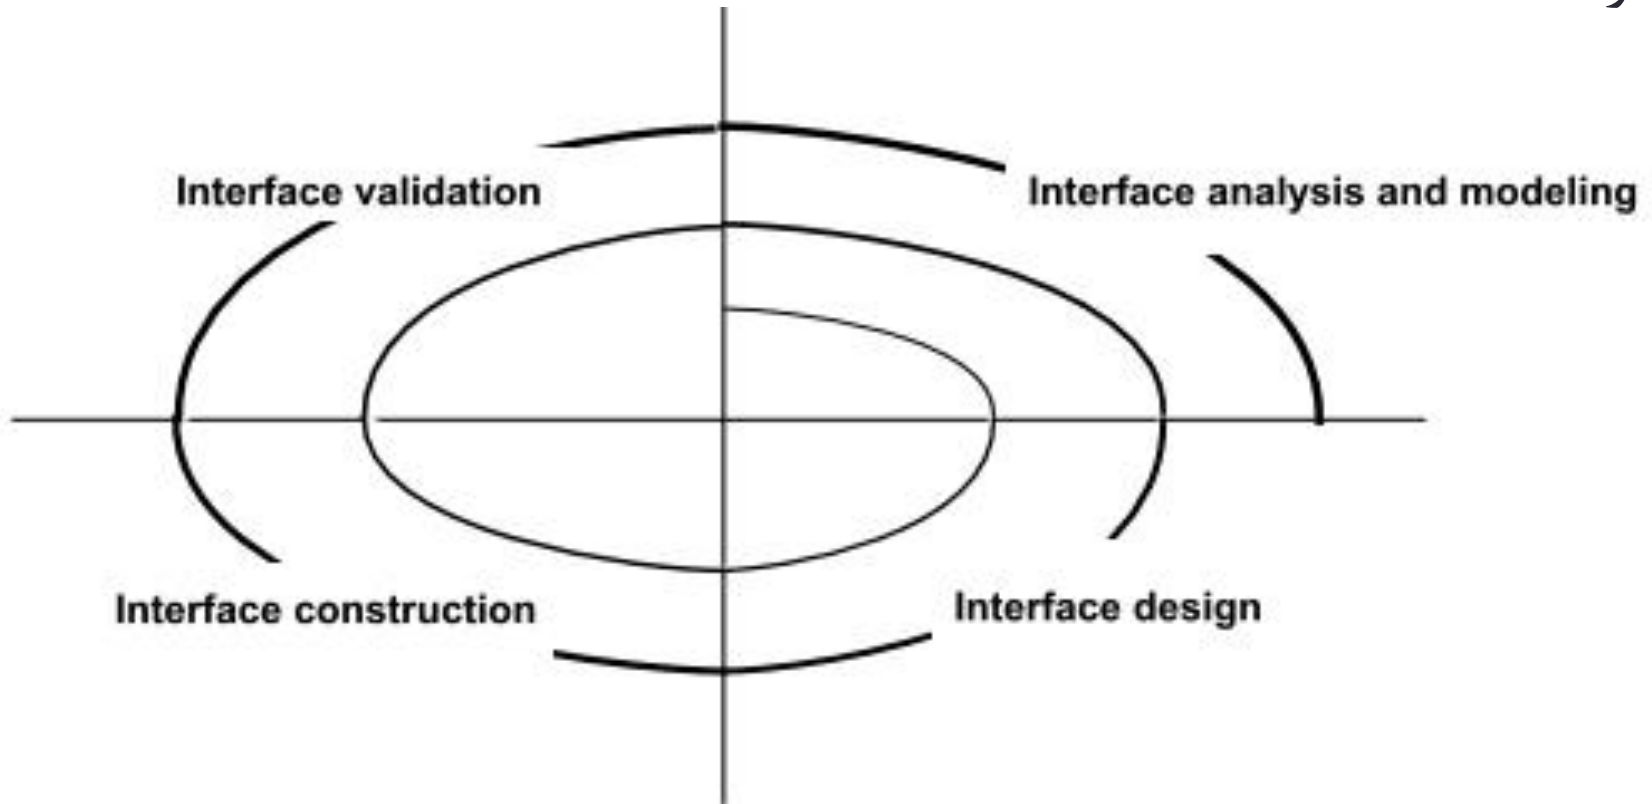 Interface validation
Interface analysis and modeling
Interface construction
Interface design